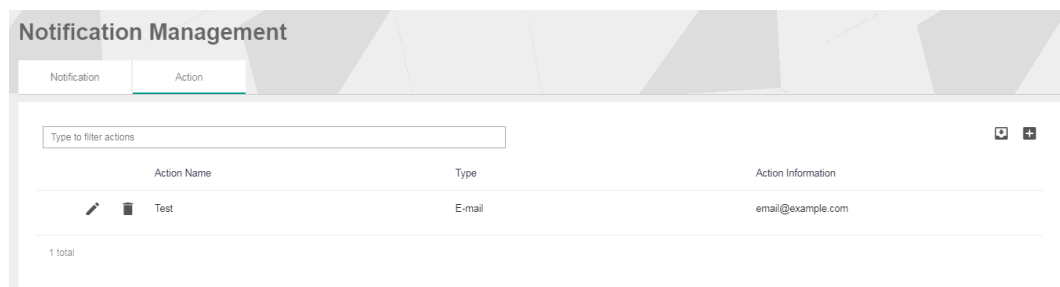 Notification Management
Notification Action
Type to filter actions
Action Name Type Action Information
Test E-mail email@example.com
1 total